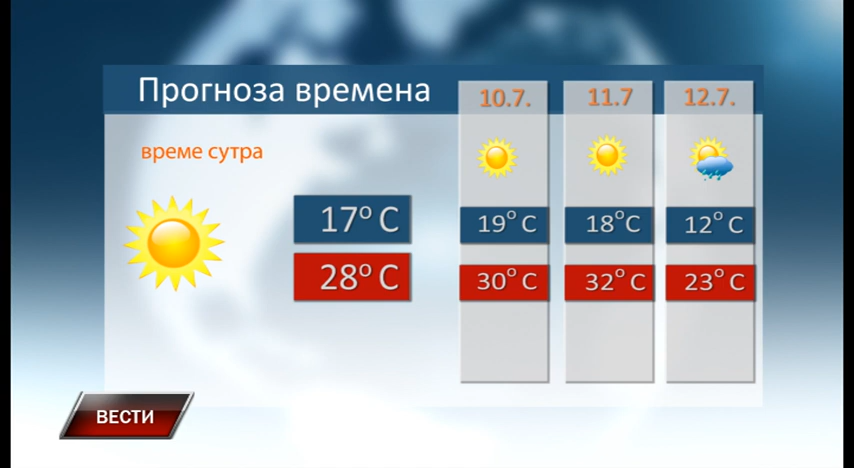 Прогноза времена
време сутра
17° C
28° C
10.7.
19° C
30° C
11.7
18°C
32° C
12.7.
12° C
23° C
ВЕСТИ